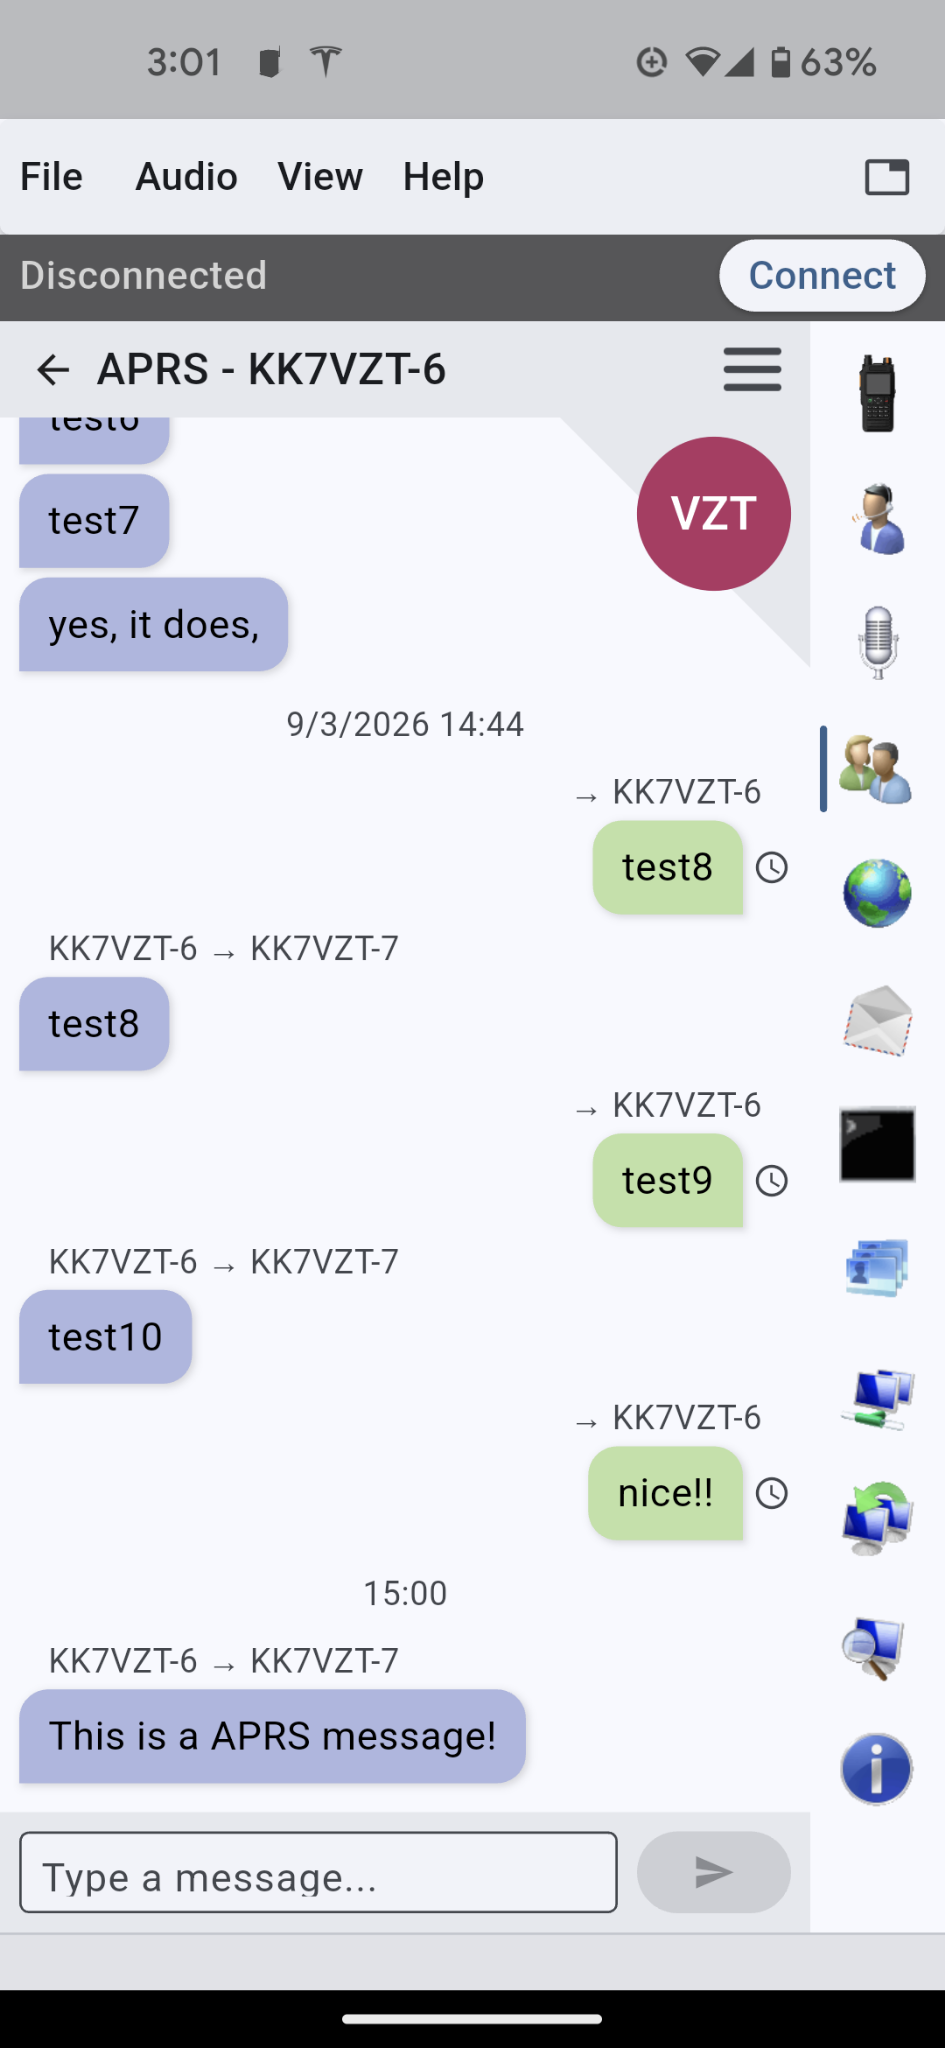 3:01 63%
File Audio View Help
Disconnected Connect
APRS - KK7VZT-6
test6
VZT
test7
yes, it does,
9/3/2026 14:44
→ KK7VZT-6
test8
KK7VZT-6 → KK7VZT-7
test8
→ KK7VZT-6
test9
KK7VZT-6 → KK7VZT-7
test10
→ KK7VZT-6
nice!!
15:00
KK7VZT-6 → KK7VZT-7
This is a APRS message!
Type a message...